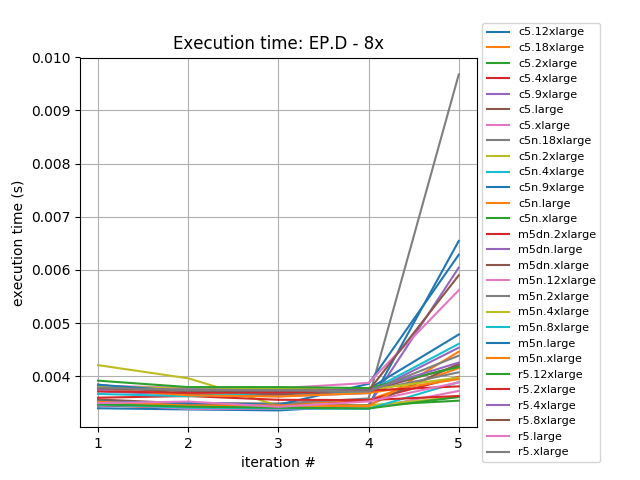 Execution time: EP.D - 8x
execution time (s)
0.010
0.009
0.008
0.007
0.006
0.005
0.004
1 2 3 4 5
iteration #
c5.12xlarge
c5.18xlarge
c5.2xlarge
c5.4xlarge
c5.9xlarge
c5.large
c5.xlarge
c5n.18xlarge
c5n.2xlarge
c5n.4xlarge
c5n.9xlarge
c5n.large
c5n.xlarge
m5dn.2xlarge
m5dn.large
m5dn.xlarge
m5n.12xlarge
m5n.2xlarge
m5n.4xlarge
m5n.8xlarge
m5n.large
m5n.xlarge
r5.12xlarge
r5.2xlarge
r5.4xlarge
r5.8xlarge
r5.large
r5.xlarge